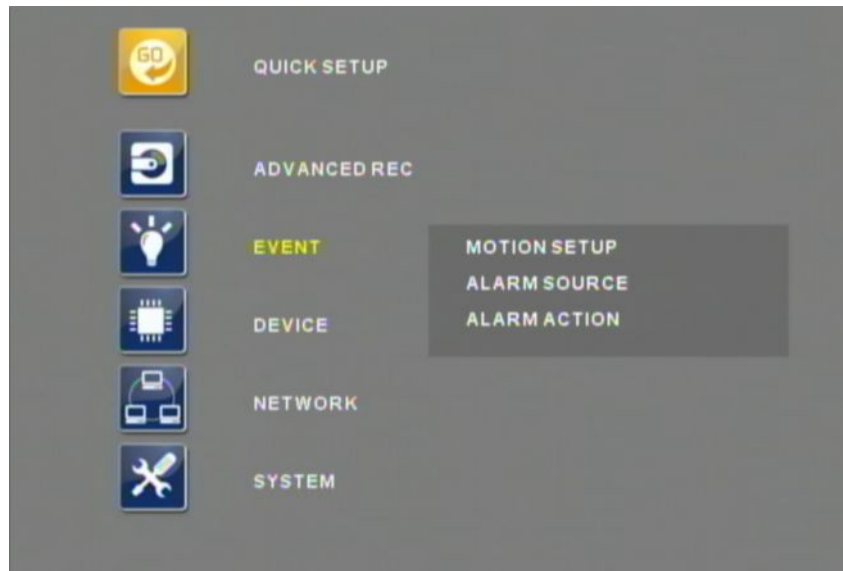 GO
QUICK SETUP
ADVANCED REC
EVENT
MOTION SETUP
ALARM SOURCE
ALARM ACTION
DEVICE
NETWORK
SYSTEM